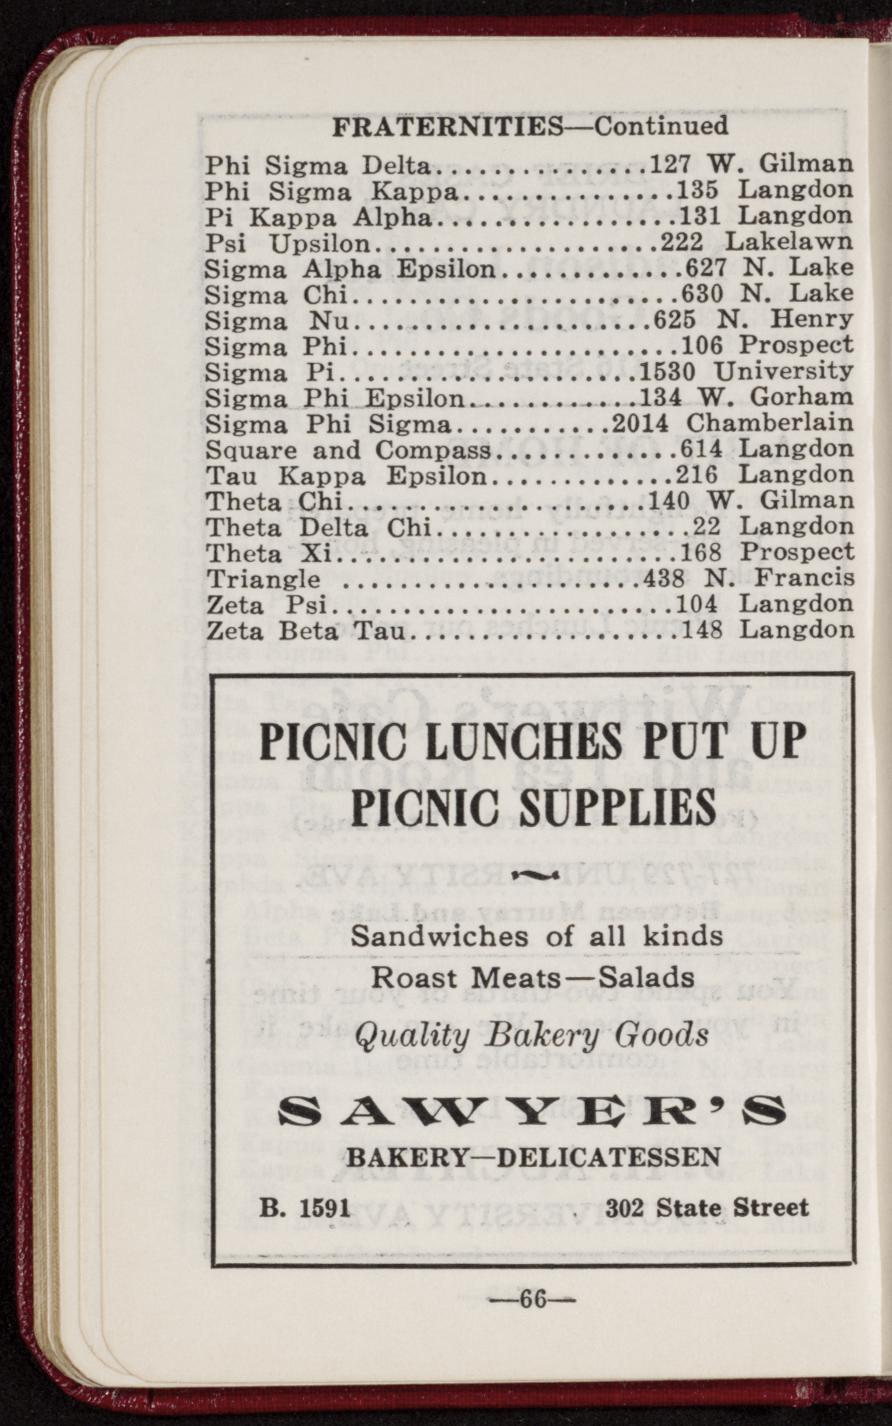 FRATERNITIES—Continued
Phi Sigma Delta...............127 W. Gilman
Phi Sigma Kappa...............135 Langdon
Pi Kappa Alpha.................131 Langdon
Psi Upsilon....................222 Lakelawn
Sigma Alpha Epsilon.............627 N. Lake
Sigma Chi.......................630 N. Lake
Sigma Nu.....................625 N. Henry
Sigma Phi.......................106 Prospect
Sigma Pi.....................1530 University
Sigma Phi Epsilon............134 W. Gorham
Sigma Phi Sigma...........2014 Chamberlain
Square and Compass.............614 Langdon
Tau Kappa Epsilon.............216 Langdon
Theta Chi.....................140 W. Gilman
Theta Delta Chi..................22 Langdon
Theta Xi........................168 Prospect
Triangle .....................438 N. Francis
Zeta Psi........................104 Langdon
Zeta Beta Tau...................148 Langdon
PICNIC LUNCHES PUT UP
PICNIC SUPPLIES
Sandwiches of all kinds
Roast Meats—Salads
Quality Bakery Goods
SAWYER'S
BAKERY—DELICATESSEN
B. 1591 302 State Street
—66—